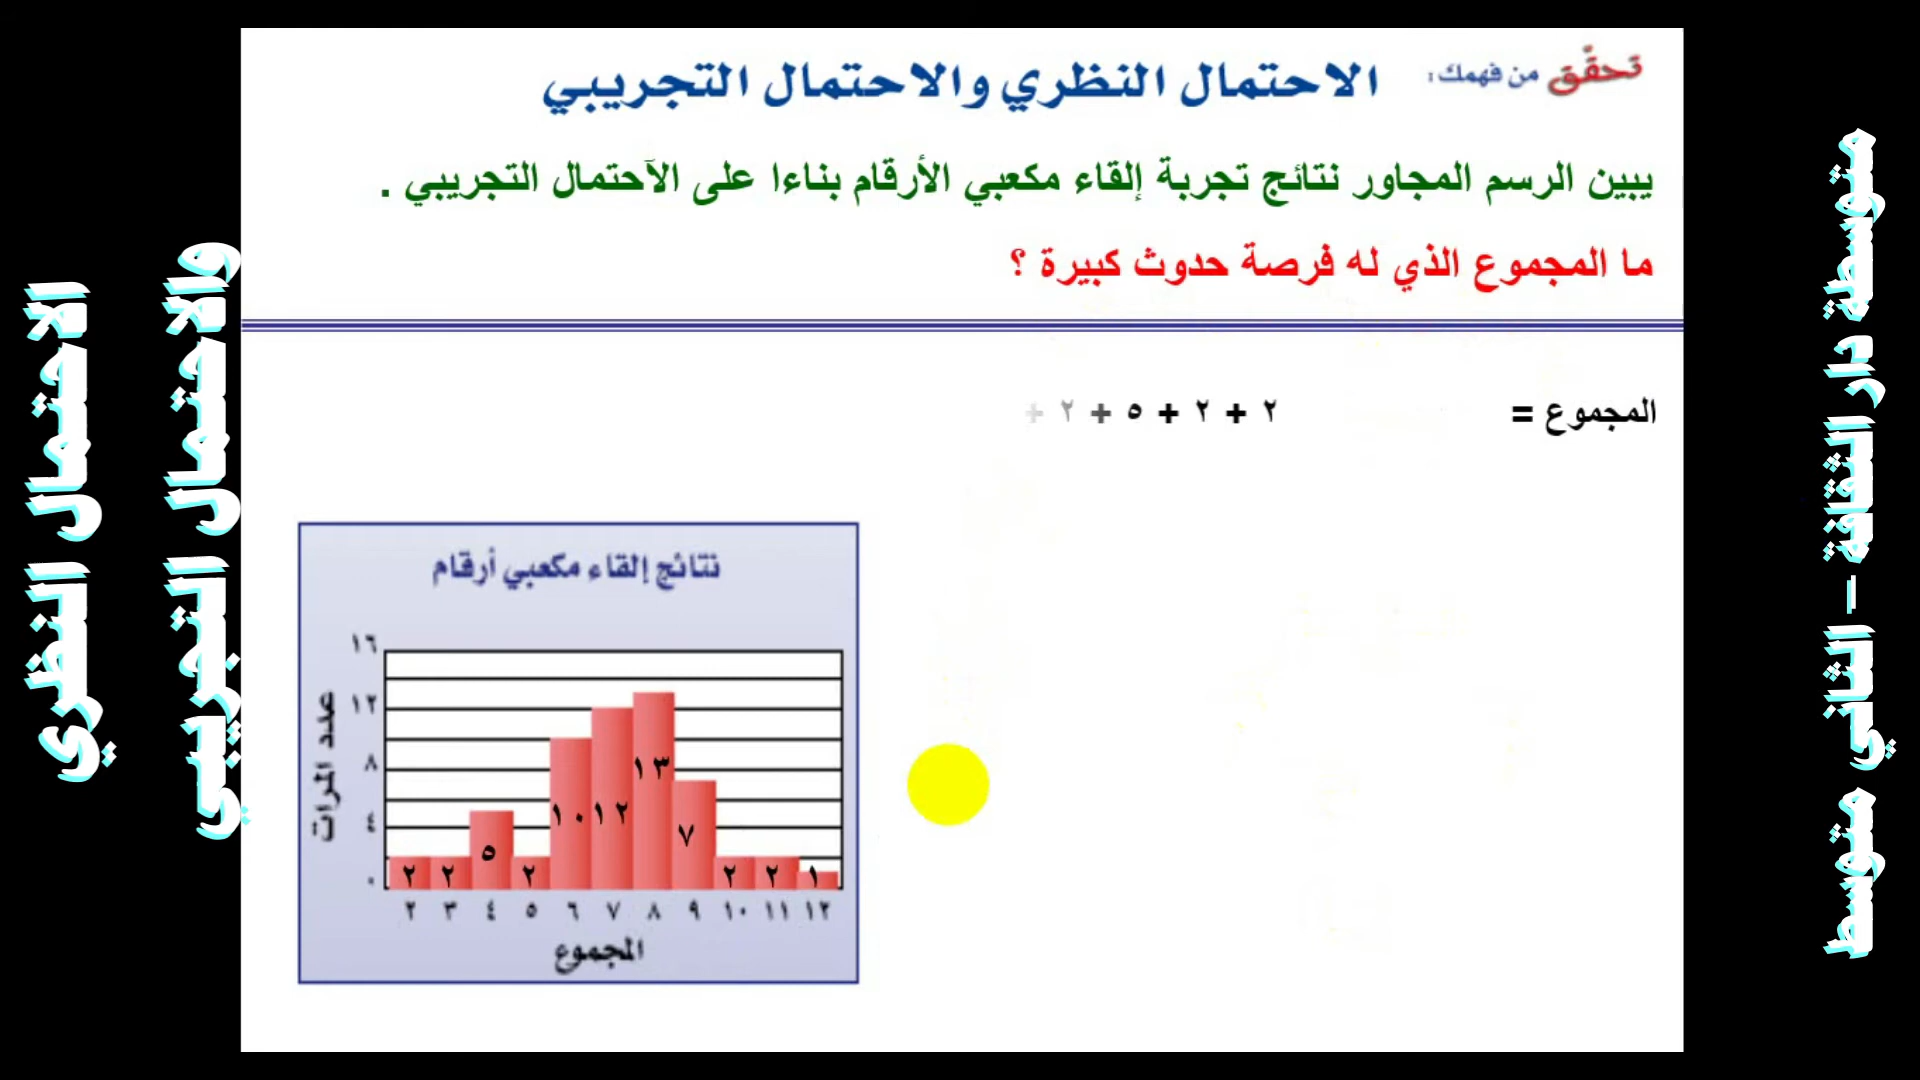 تحقّق من فهمك :
الاحتمال النظري والاحتمال التجريبي
يبين الرسم المجاور نتائج تجربة إلقاء مكعبي الأرقام بناءا على الآحتمال التجريبي .
ما المجموع الذي له فرصة حدوث كبيرة ؟
المجموع = ٢ + ٢ + ٥ + ٢ +
نتائج إلقاء مكعبي أرقام
عدد المرات
١٦
١٢
٨
٤
٠
٢ ٢ ٥ ٢ ١٠ ١٢ ١٣ ٧ ٢ ٢ ١
٢ ٣ ٤ ٥ ٦ ٧ ٨ ٩ ١٠ ١١ ١٢
المجموع
متوسطة دار الثقافة – الثاني متوسط
الاحتمال النظري
والاحتمال التجريبي